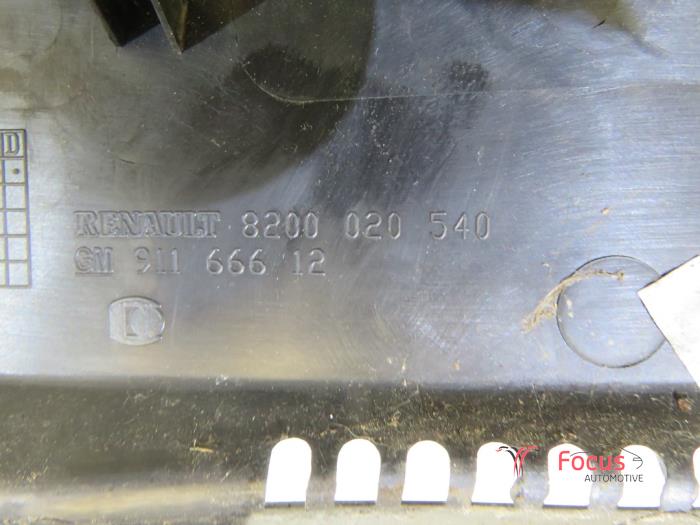 D
RENAULT 8200 020 540
GM 911 666 12
Focus
AUTOMOTIVE